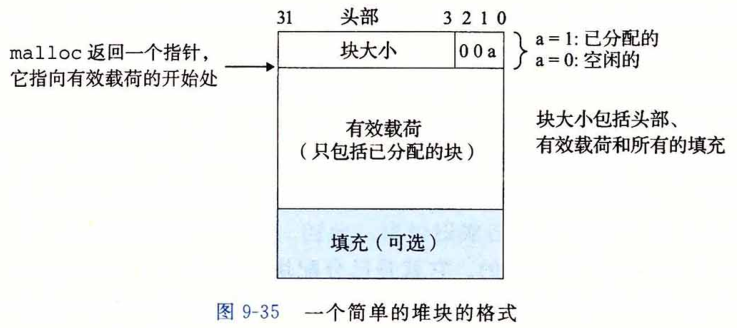 31 头部 3 2 1 0
malloc 返回一个指针，
它指向有效载荷的开始处
块大小 0 0 a
a = 1: 已分配的
a = 0: 空闲的
有效载荷
（只包括已分配的块）
块大小包括头部、
有效载荷和所有的填充
填充（可选）
图 9-35 一个简单的堆块的格式